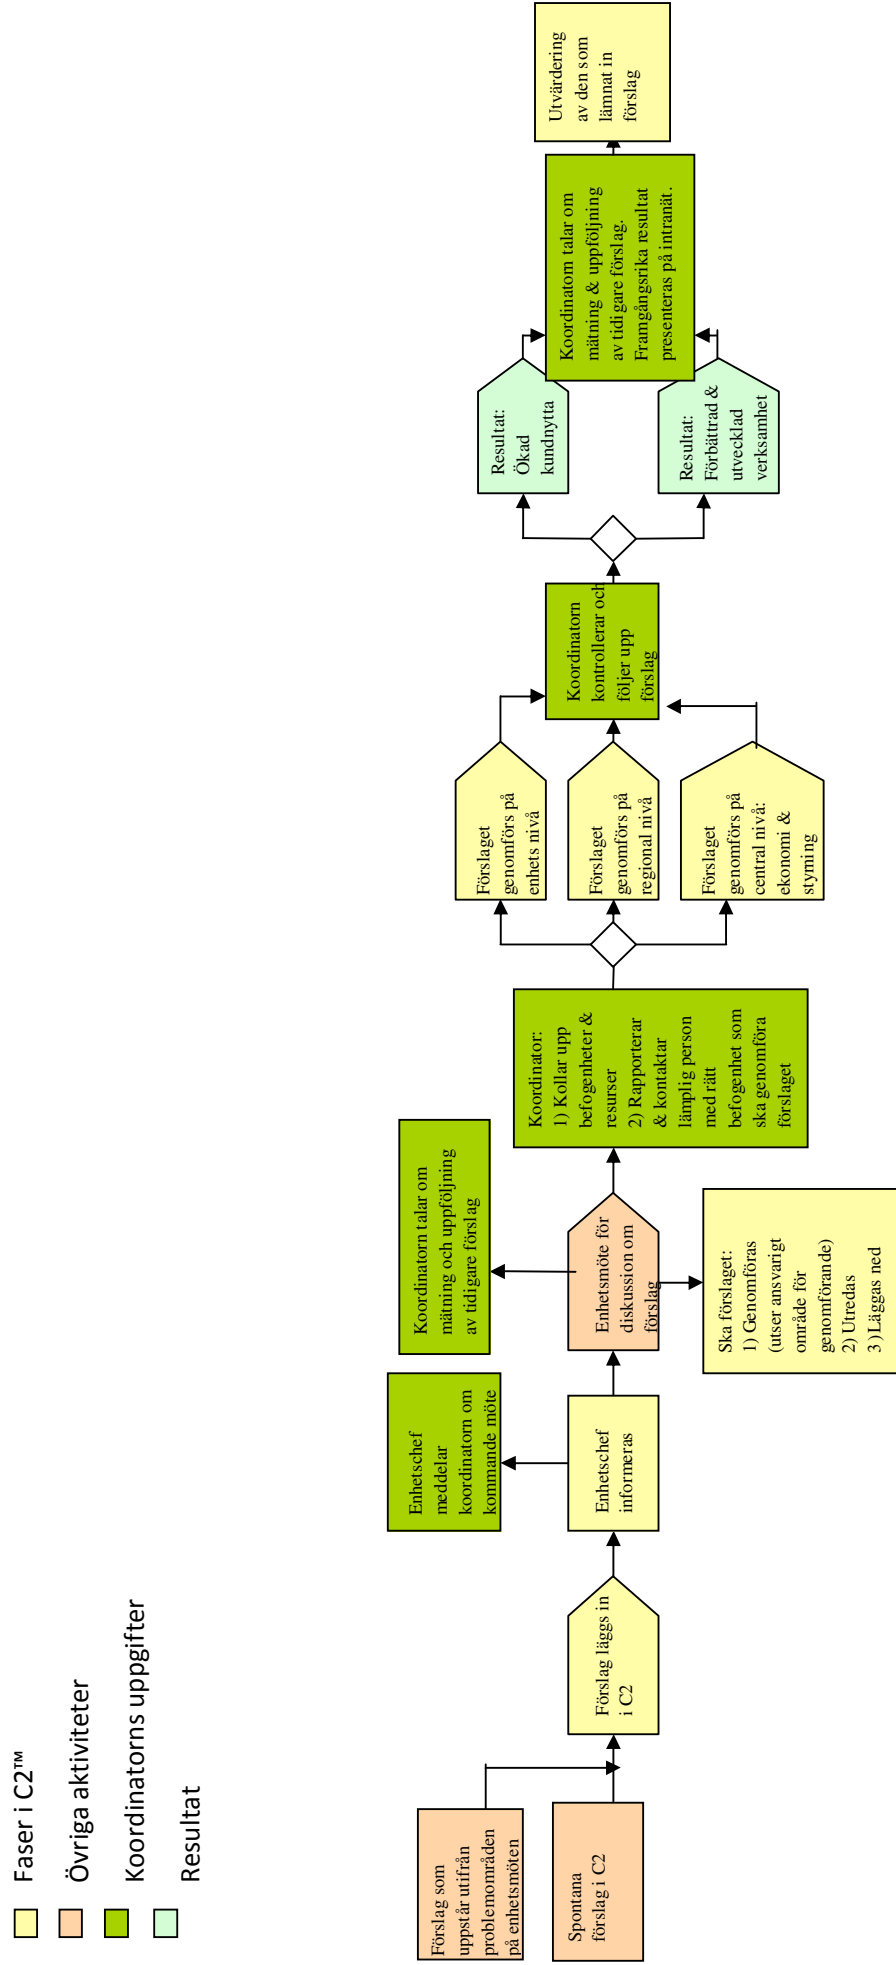 Faser i C2™
Övriga aktiviteter
Koordinatorns uppgifter
Resultat
Förslag som
uppstår utifrån
problemområden
på enhetsmöten
Spontana
förslag i C2
Förslag läggs in
i C2
Enhetschef
meddelar
koordinatorn om
kommande möte
Enhetschef
informeras
Koordinatorn talar om
mätning och uppföljning
av tidigare förslag
Enhetsmöte för
diskussion om
förslag
Ska förslaget:
1) Genomföras
(utser ansvarigt
område för
genomförande)
2) Utredas
3) Läggas ned
Koordinator:
1) Kollar upp
befogenheter &
resurser
2) Rapporterar
& kontaktar
lämplig person
med rätt
befogenhet som
ska genomföra
förslaget
Förslaget
genomförs på
enhets nivå
Förslaget
genomförs på
regional nivå
Förslaget
genomförs på
central nivå:
ekonomi &
styrning
Koordinatorn
kontrollerar och
följer upp
förslag
Resultat:
Ökad
kundnytta
Resultat:
Förbättrad &
utvecklad
verksamhet
Koordinatorn talar om
mätning & uppföljning
av tidigare förslag.
Framgångsrika resultat
presenteras på intranät.
Utvärdering
av den som
lämnat in
förslag